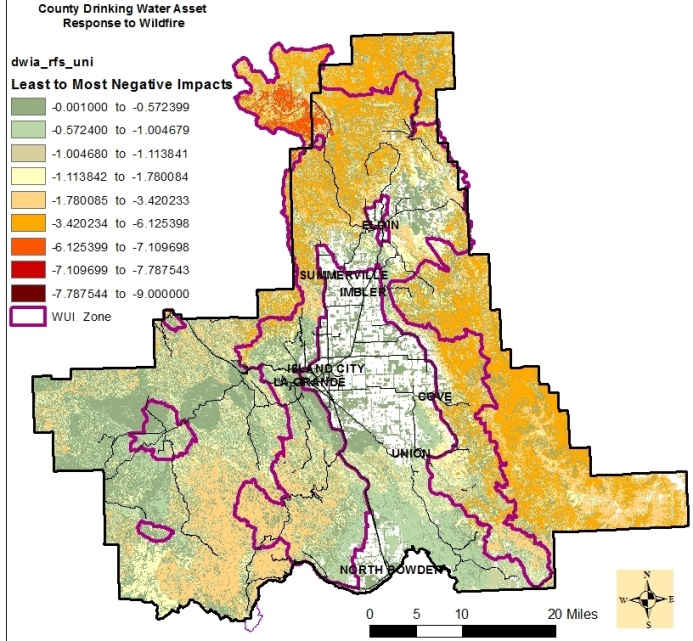 County Drinking Water Asset
Response to Wildfire
dwia_rfs_uni
Least to Most Negative Impacts
-0.001000 to -0.572399
-0.572400 to -1.004679
-1.004680 to -1.113841
-1.113842 to -1.780084
-1.780085 to -3.420233
-3.420234 to -6.125398
-6.125399 to -7.109698
-7.109699 to -7.787543
-7.787544 to -9.000000
WUI Zone
ELGIN
SUMMERVILLE
IMBLER
ISLAND CITY
LA GRANDE
COVE
UNION
NORTH POWDER
N
W E
S
0 5 10 20 Miles